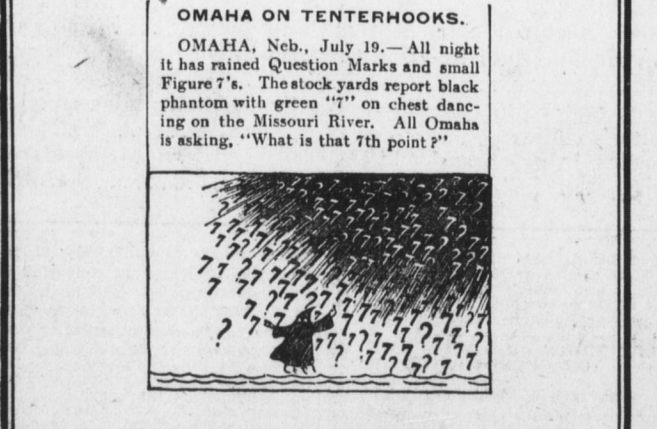 OMAHA ON TENTERHOOKS.
OMAHA, Neb., July 19.—All night
it has rained Question Marks and small
Figure 7's. The stock yards report black
phantom with green "7" on chest danc-
ing on the Missouri River. All Omaha
is asking, "What is that 7th point?"